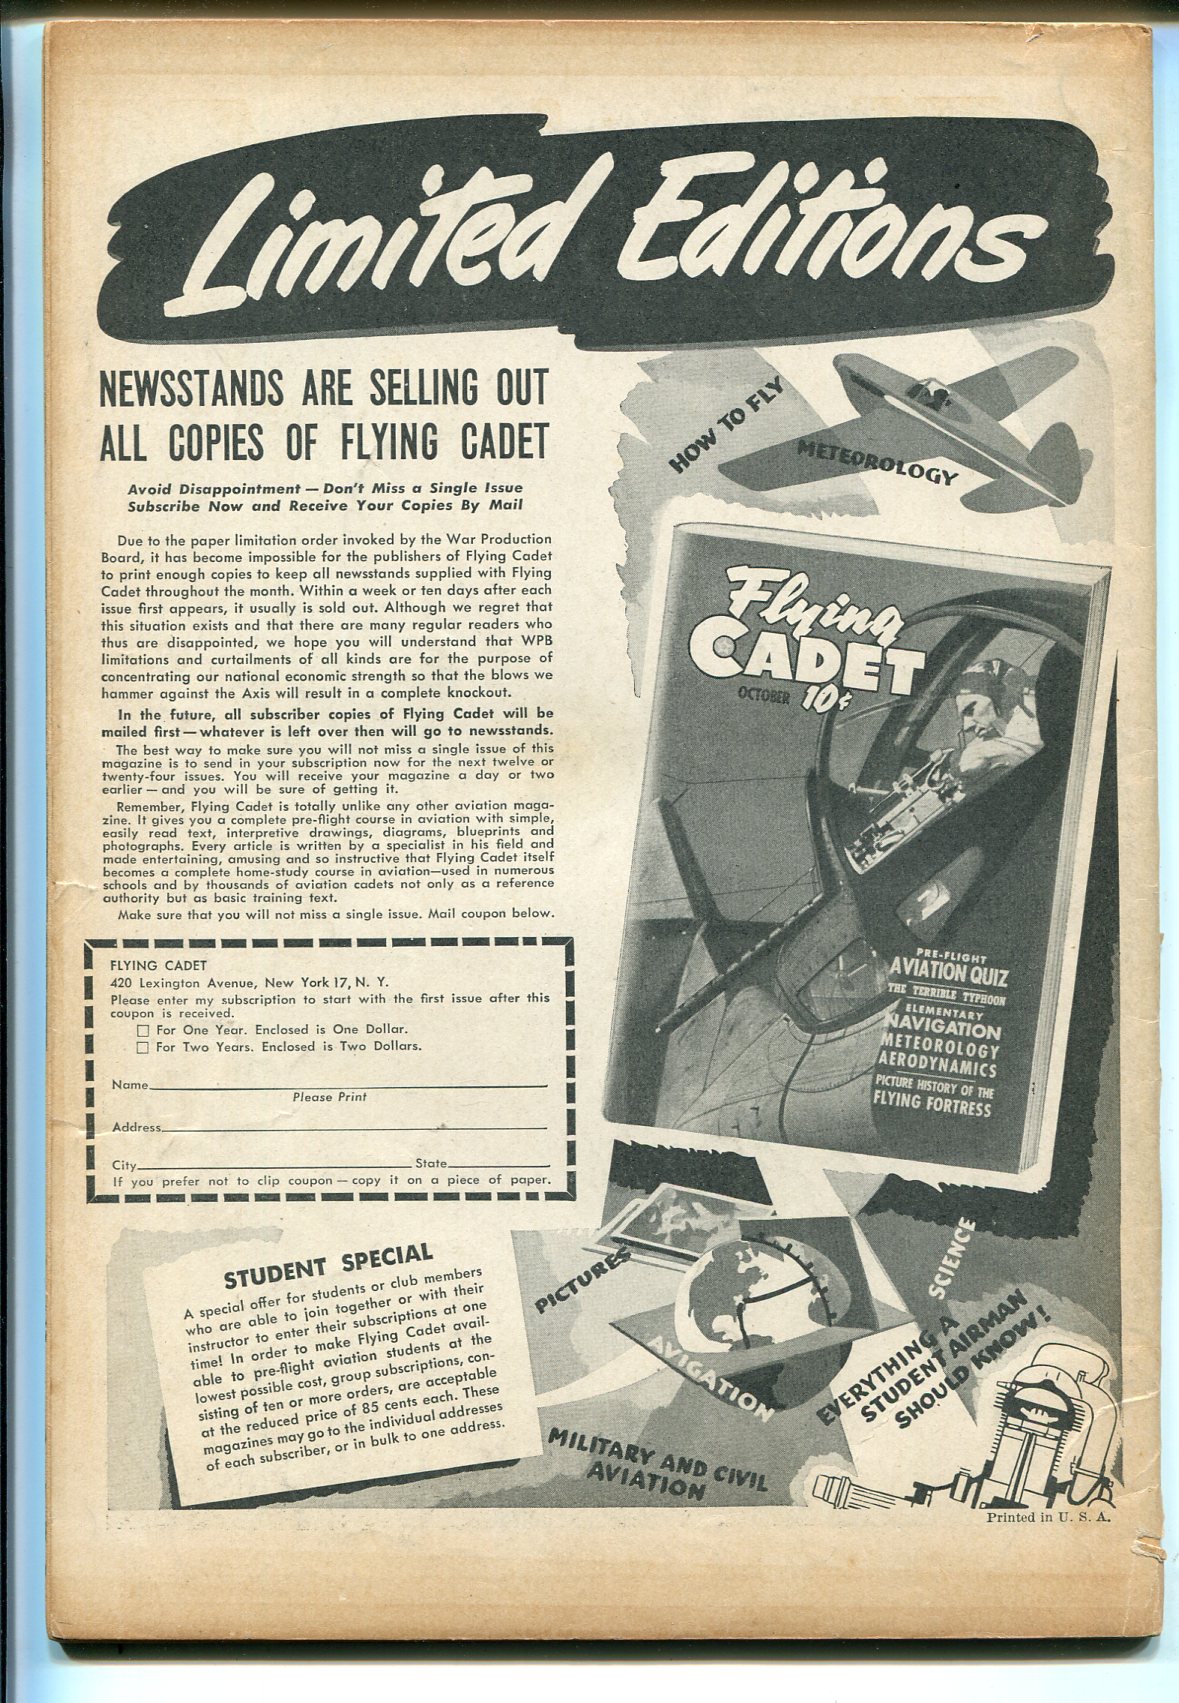 Limited Editions
NEWSSTANDS ARE SELLING OUT
ALL COPIES OF FLYING CADET
Avoid Disappointment — Don't Miss a Single Issue
Subscribe Now and Receive Your Copies By Mail
Due to the paper limitation order invoked by the War Production
Board, it has become impossible for the publishers of Flying Cadet
to print enough copies to keep all newsstands supplied with Flying
Cadet throughout the month. Within a week or ten days after each
issue first appears, it usually is sold out. Although we regret that
this situation exists and that there are many regular readers who
thus are disappointed, we hope you will understand that WPB
limitations and curtailments of all kinds are for the purpose of
concentrating our national economic strength so that the blows we
hammer against the Axis will result in a complete knockout.
In the future, all subscriber copies of Flying Cadet will be
mailed first — whatever is left over then will go to newsstands.
The best way to make sure you will not miss a single issue of this
magazine is to send in your subscription now for the next twelve or
twenty-four issues. You will receive your magazine a day or two
earlier — and you will be sure of getting it.
Remember, Flying Cadet is totally unlike any other aviation maga-
zine. It gives you a complete pre-flight course in aviation with simple,
easily read text, interpretive drawings, diagrams, blueprints and
photographs. Every article is written by a specialist in his field and
made entertaining, amusing and so instructive that Flying Cadet itself
becomes a complete home-study course in aviation—used in numerous
schools and by thousands of aviation cadets not only as a reference
authority but as basic training text.
Make sure that you will not miss a single issue. Mail coupon below.
FLYING CADET
420 Lexington Avenue, New York 17, N. Y.
Please enter my subscription to start with the first issue after this
coupon is received.
For One Year. Enclosed is One Dollar.
For Two Years. Enclosed is Two Dollars.
Name
Please Print
Address
City State
If you prefer not to clip coupon — copy it on a piece of paper.
STUDENT SPECIAL
A special offer for students or club members
who are able to join together or with their
instructor to enter their subscriptions at one
time! In order to make Flying Cadet avail-
able to pre-flight aviation students at the
lowest possible cost, group subscriptions, con-
sisting of ten or more orders, are acceptable
at the reduced price of 85 cents each. These
magazines may go to the individual addresses
of each subscriber, or in bulk to one address.
HOW TO FLY
METEOROLOGY
Flying
CADET
OCTOBER 10¢
PRE-FLIGHT
AVIATION QUIZ
THE TERRIBLE TYPHOON
ELEMENTARY
NAVIGATION
METEOROLOGY
AERODYNAMICS
PICTURE HISTORY OF THE
FLYING FORTRESS
PICTURES
AVIGATION
SCIENCE
EVERYTHING A
STUDENT AIRMAN
SHOULD KNOW!
MILITARY AND CIVIL
AVIATION
Printed in U. S. A.